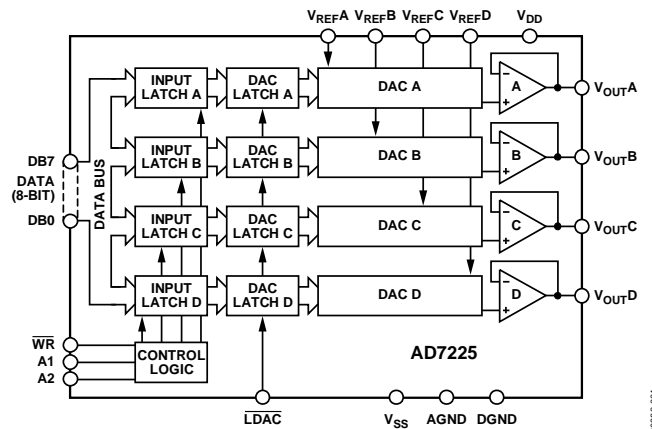 VREFA VREFB VREFC VREFD VDD
INPUT LATCH A
DAC LATCH A
DAC A
A
VOUTA
INPUT LATCH B
DAC LATCH B
DAC B
B
VOUTB
DB7
DATA
(8-BIT)
DB0
DATA BUS
INPUT LATCH C
DAC LATCH C
DAC C
C
VOUTC
INPUT LATCH D
DAC LATCH D
DAC D
D
VOUTD
WR
A1
A2
CONTROL LOGIC
AD7225
LDAC
VSS
AGND
DGND